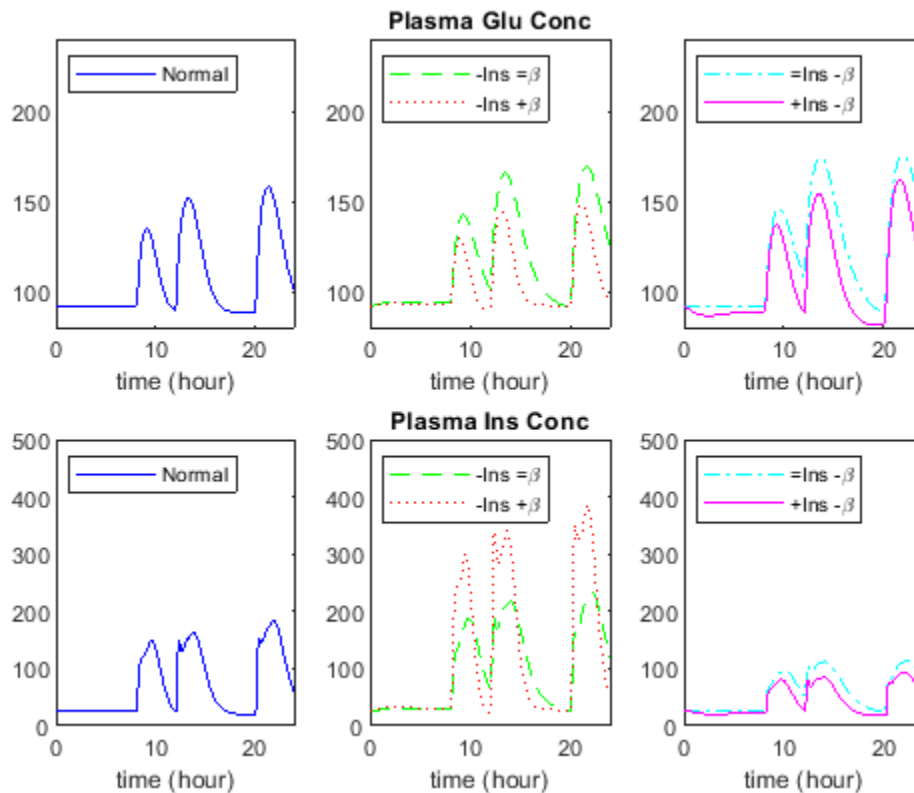 Plasma Glu Conc
Normal
-Ins =β
-Ins +β
=Ins -β
+Ins -β
200
150
100
0 10 20
time (hour)
200
150
100
0 10 20
time (hour)
200
150
100
0 10 20
time (hour)
Plasma Ins Conc
Normal
-Ins =β
-Ins +β
=Ins -β
+Ins -β
500
400
300
200
100
0
0 10 20
time (hour)
500
400
300
200
100
0
0 10 20
time (hour)
500
400
300
200
100
0
0 10 20
time (hour)